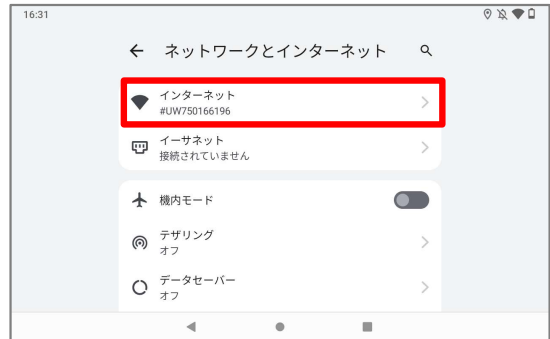 16:31
ネットワークとインターネット
インターネット
#UW750166196
イーサネット
接続されていません
機内モード
テザリング
オフ
データセーバー
オフ